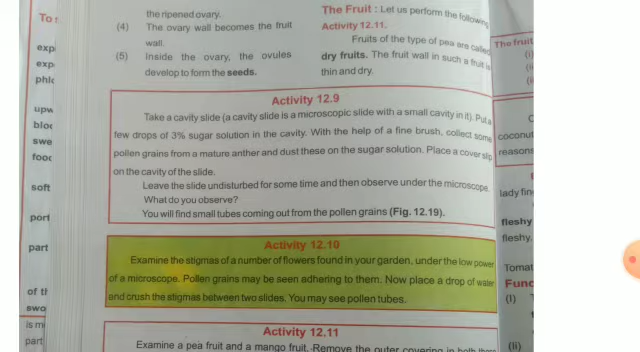 To
exp
exp
phlo
upw
bloo
swe
food
soft
port
part
of th
swo
is m
part
the ripened ovary.
(4) The ovary wall becomes the fruit
wall.
(5) Inside the ovary, the ovules
develop to form the seeds.
The Fruit : Let us perform the following
Activity 12.11.
Fruits of the type of pea are called
dry fruits. The fruit wall in such a fruit is
thin and dry.
Activity 12.9
Take a cavity slide (a cavity slide is a microscopic slide with a small cavity in it). Put a
few drops of 3% sugar solution in the cavity. With the help of a fine brush, collect some
pollen grains from a mature anther and dust these on the sugar solution. Place a cover slip
on the cavity of the slide.
Leave the slide undisturbed for some time and then observe under the microscope.
What do you observe?
You will find small tubes coming out from the pollen grains (Fig. 12.19).
Activity 12.10
Examine the stigmas of a number of flowers found in your garden, under the low power
of a microscope. Pollen grains may be seen adhering to them. Now place a drop of water
and crush the stigmas between two slides. You may see pollen tubes.
Activity 12.11
Examine a pea fruit and a mango fruit. Remove the outer covering in both
The fruit
(i)
coconut
reasons
lady fin
fleshy
fleshy.
Tomat
Func
(I)
(ii)